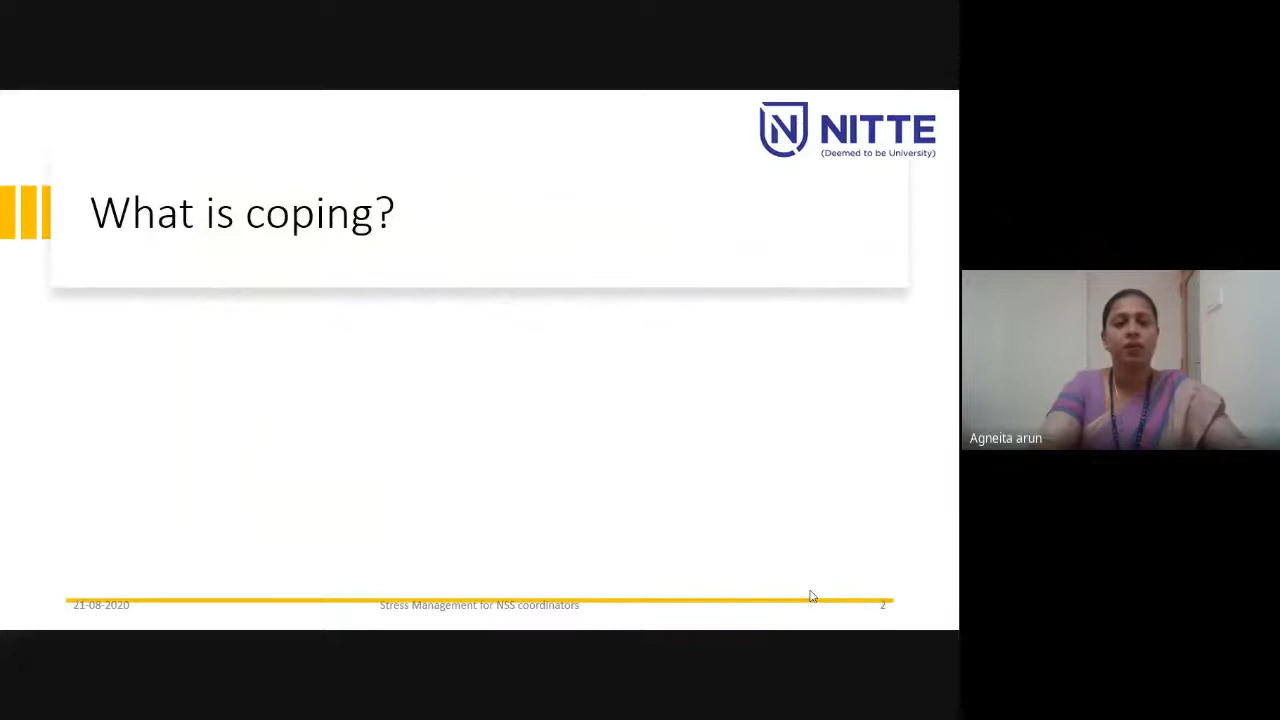 NITTE
(Deemed to be University)
What is coping?
Agneita arun
21-08-2020
Stress Management for NSS coordinators
2